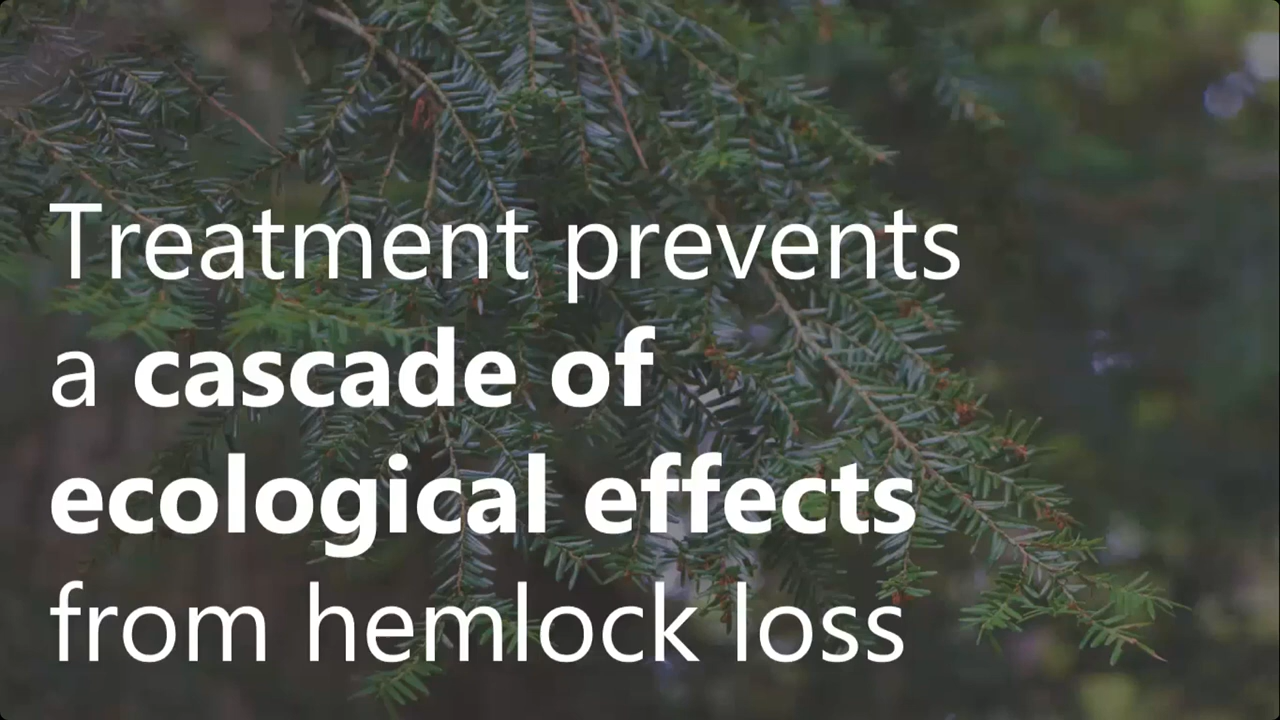 Treatment prevents
a cascade of
ecological effects
from hemlock loss